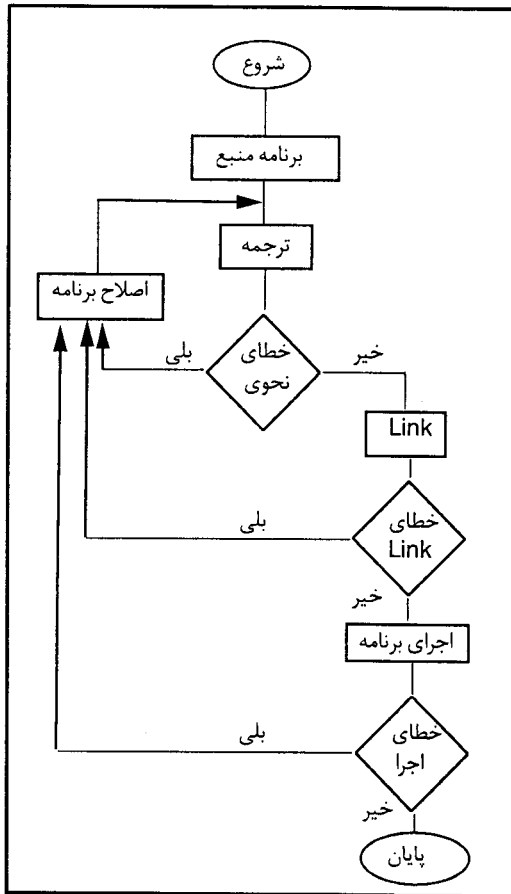 شروع
برنامه منبع
ترجمه
اصلاح برنامه
خطای
نحوی
بلی
خیر
Link
خطای
Link
بلی
خیر
اجرای برنامه
خطای
اجرا
بلی
خیر
پایان